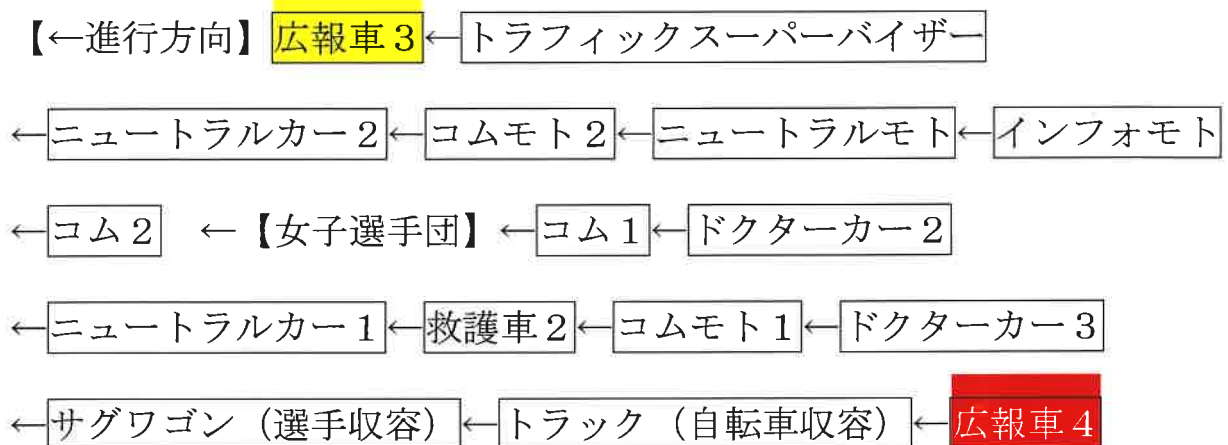 【←進行方向】広報車3←トラフィックスーパーバイザー
←ニュートラルカー2←コムモト2←ニュートラルモト←インフォモト
←コム2 ←【女子選手団】←コム1←ドクターカー2
←ニュートラルカー1←救護車2←コムモト1←ドクターカー3
←サグワゴン（選手収容）←トラック（自転車収容）←広報車4